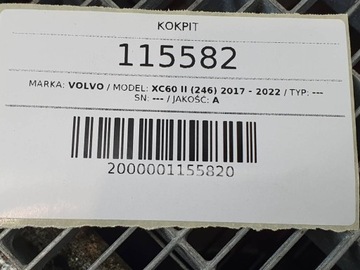 KOKPIT
115582
MARKA: VOLVO / MODEL: XC60 II (246) 2017 - 2022 / TYP: ---
SN: --- / JAKOŚĆ: A
2000001155820